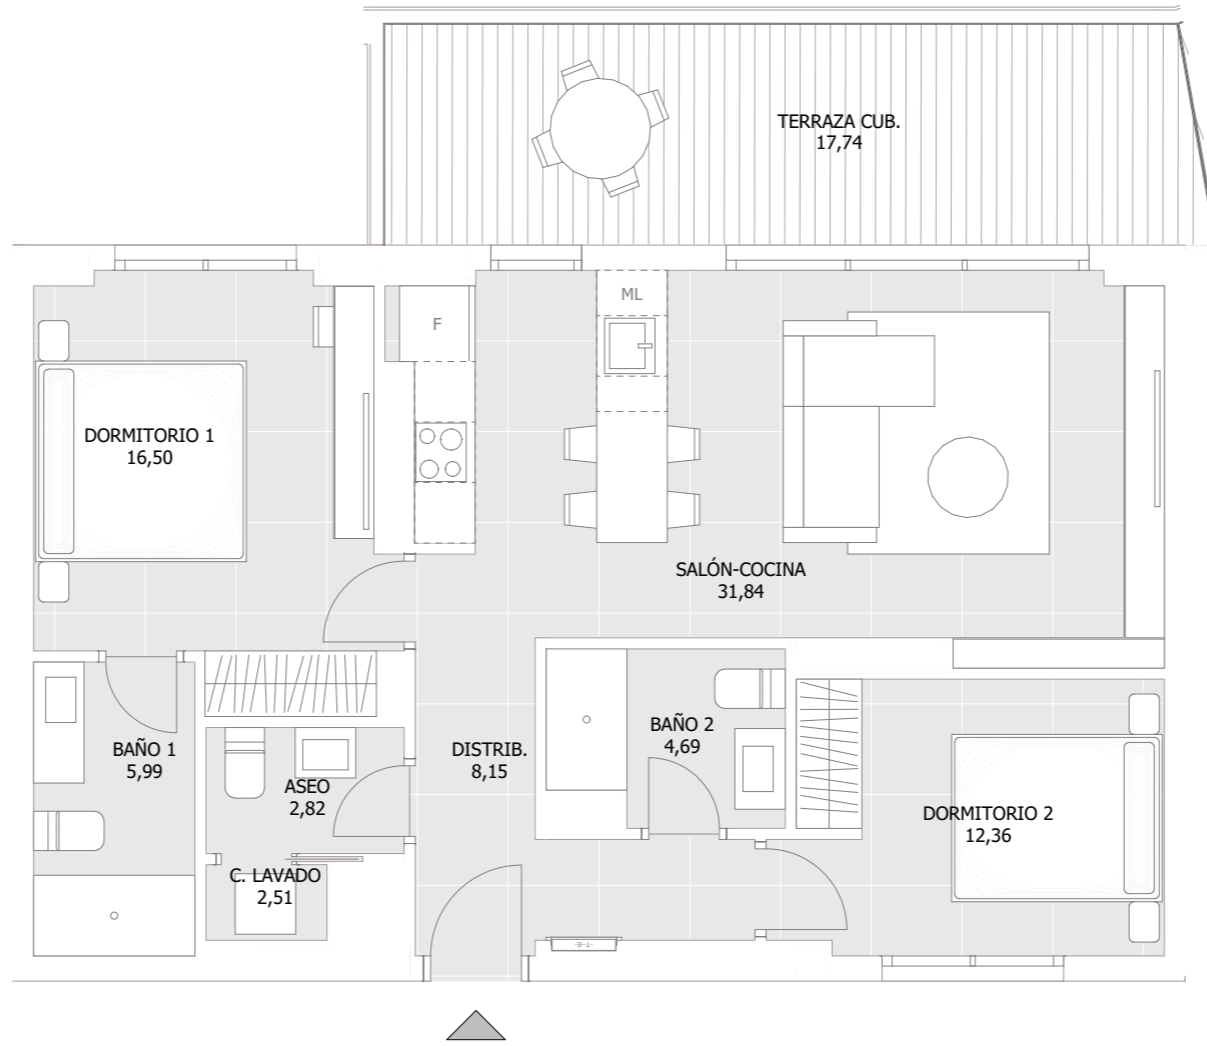 TERRAZA CUB.
17,74
ML
F
DORMITORIO 1
16,50
SALÓN-COCINA
31,84
BAÑO 1
5,99
ASEO
2,82
DISTRIB.
8,15
BAÑO 2
4,69
DORMITORIO 2
12,36
C. LAVADO
2,51